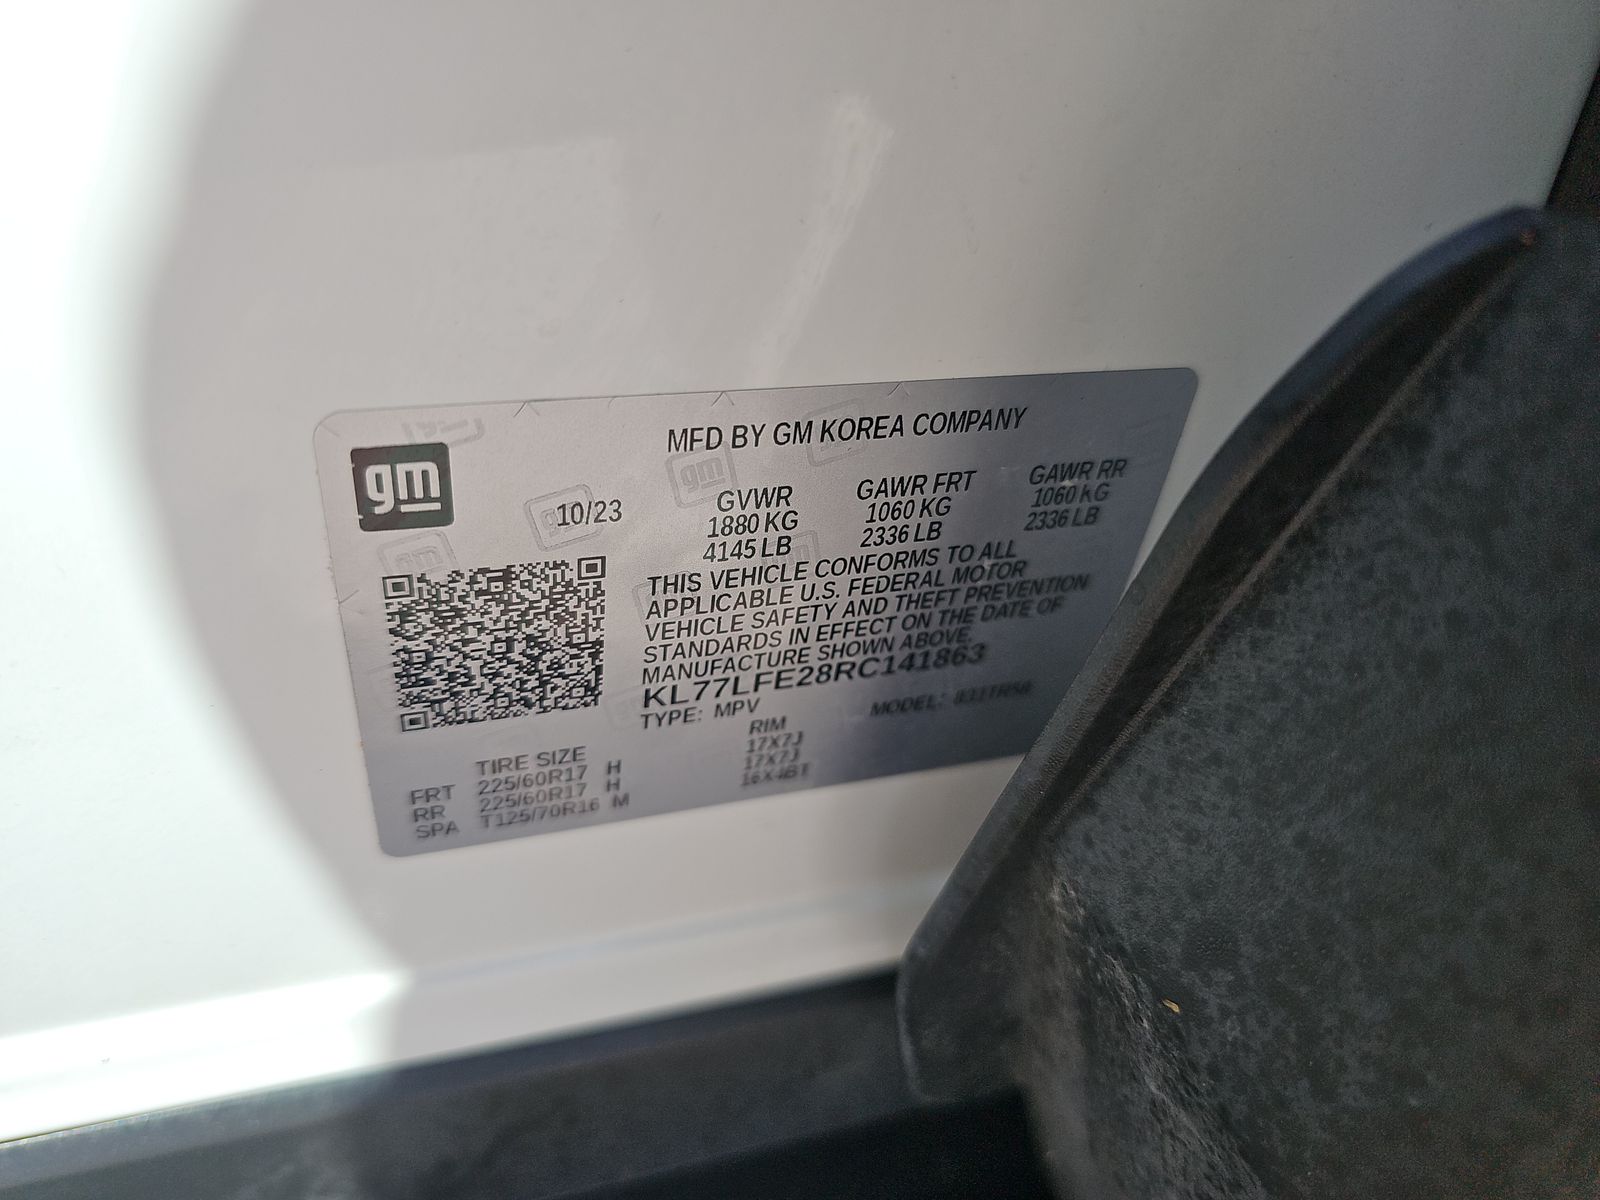 gm
MFD BY GM KOREA COMPANY
10/23
GVWR GAWR FRT GAWR RR
1880 KG 1060 KG 1060 KG
4145 LB 2336 LB 2336 LB
THIS VEHICLE CONFORMS TO ALL
APPLICABLE U.S. FEDERAL MOTOR
VEHICLE SAFETY AND THEFT PREVENTION
STANDARDS IN EFFECT ON THE DATE OF
MANUFACTURE SHOWN ABOVE.
KL77LFE28RC141863
TYPE: MPV MODEL:
TIRE SIZE RIM
FRT 225/60R17 H 17X7J
RR 225/60R17 H 17X7J
SPA T125/70R16 M 16X4BT